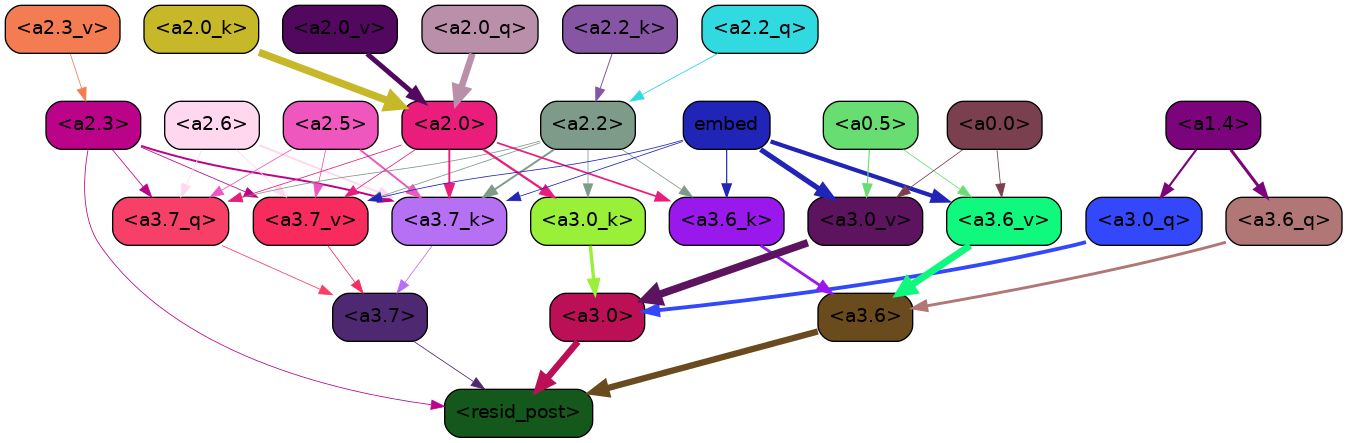 <a2.3_v> <a2.0_k> <a2.0_v> <a2.0_q> <a2.2_k> <a2.2_q>
<a2.3> <a2.6> <a2.5> <a2.0> <a2.2> embed <a0.5> <a0.0> <a1.4>
<a3.7_q> <a3.7_v> <a3.7_k> <a3.0_k> <a3.6_k> <a3.0_v> <a3.6_v> <a3.0_q> <a3.6_q>
<a3.7> <a3.0> <a3.6>
<resid_post>